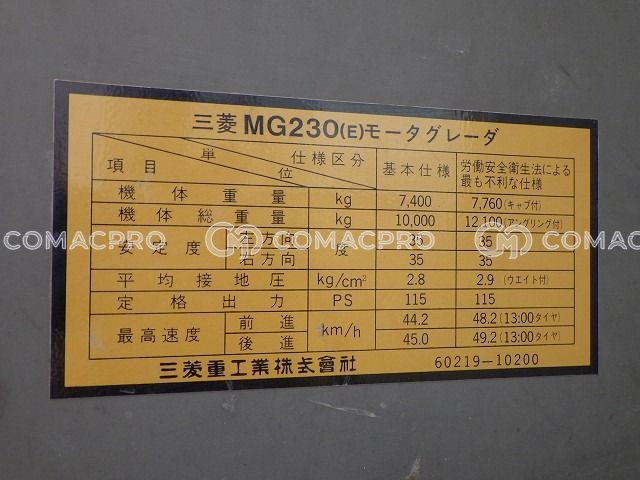 三菱MG230(E)モータグレーダ
単位 仕様区分 基本仕様 労働安全衛生法による
項目 最も不利な仕様
機体重量 kg 7,400 7,760(キャブ付)
機体総重量 kg 10,000 12,100(アングリング付)
安定度 左方向 度 35 35
右方向 35 35
平均接地圧 kg/cm² 2.8 2.9(ウエイト付)
定格出力 PS 115 115
最高速度 前進 km/h 44.2 48.2(13:00タイヤ)
後進 45.0 49.2(13:00タイヤ)
三菱重工業株式會社 60219-10200
COMACPRO COMACPRO COMACPRO